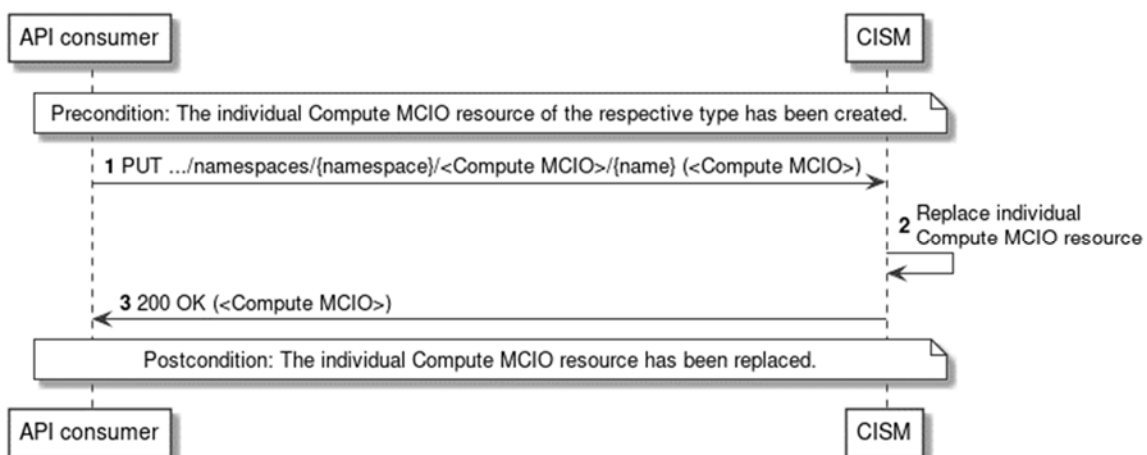 API consumer
CISM
Precondition: The individual Compute MCIO resource of the respective type has been created.
1 PUT .../namespaces/{namespace}/<Compute MCIO>/{name} (<Compute MCIO>)
2 Replace individual
Compute MCIO resource
3 200 OK (<Compute MCIO>)
Postcondition: The individual Compute MCIO resource has been replaced.
API consumer
CISM